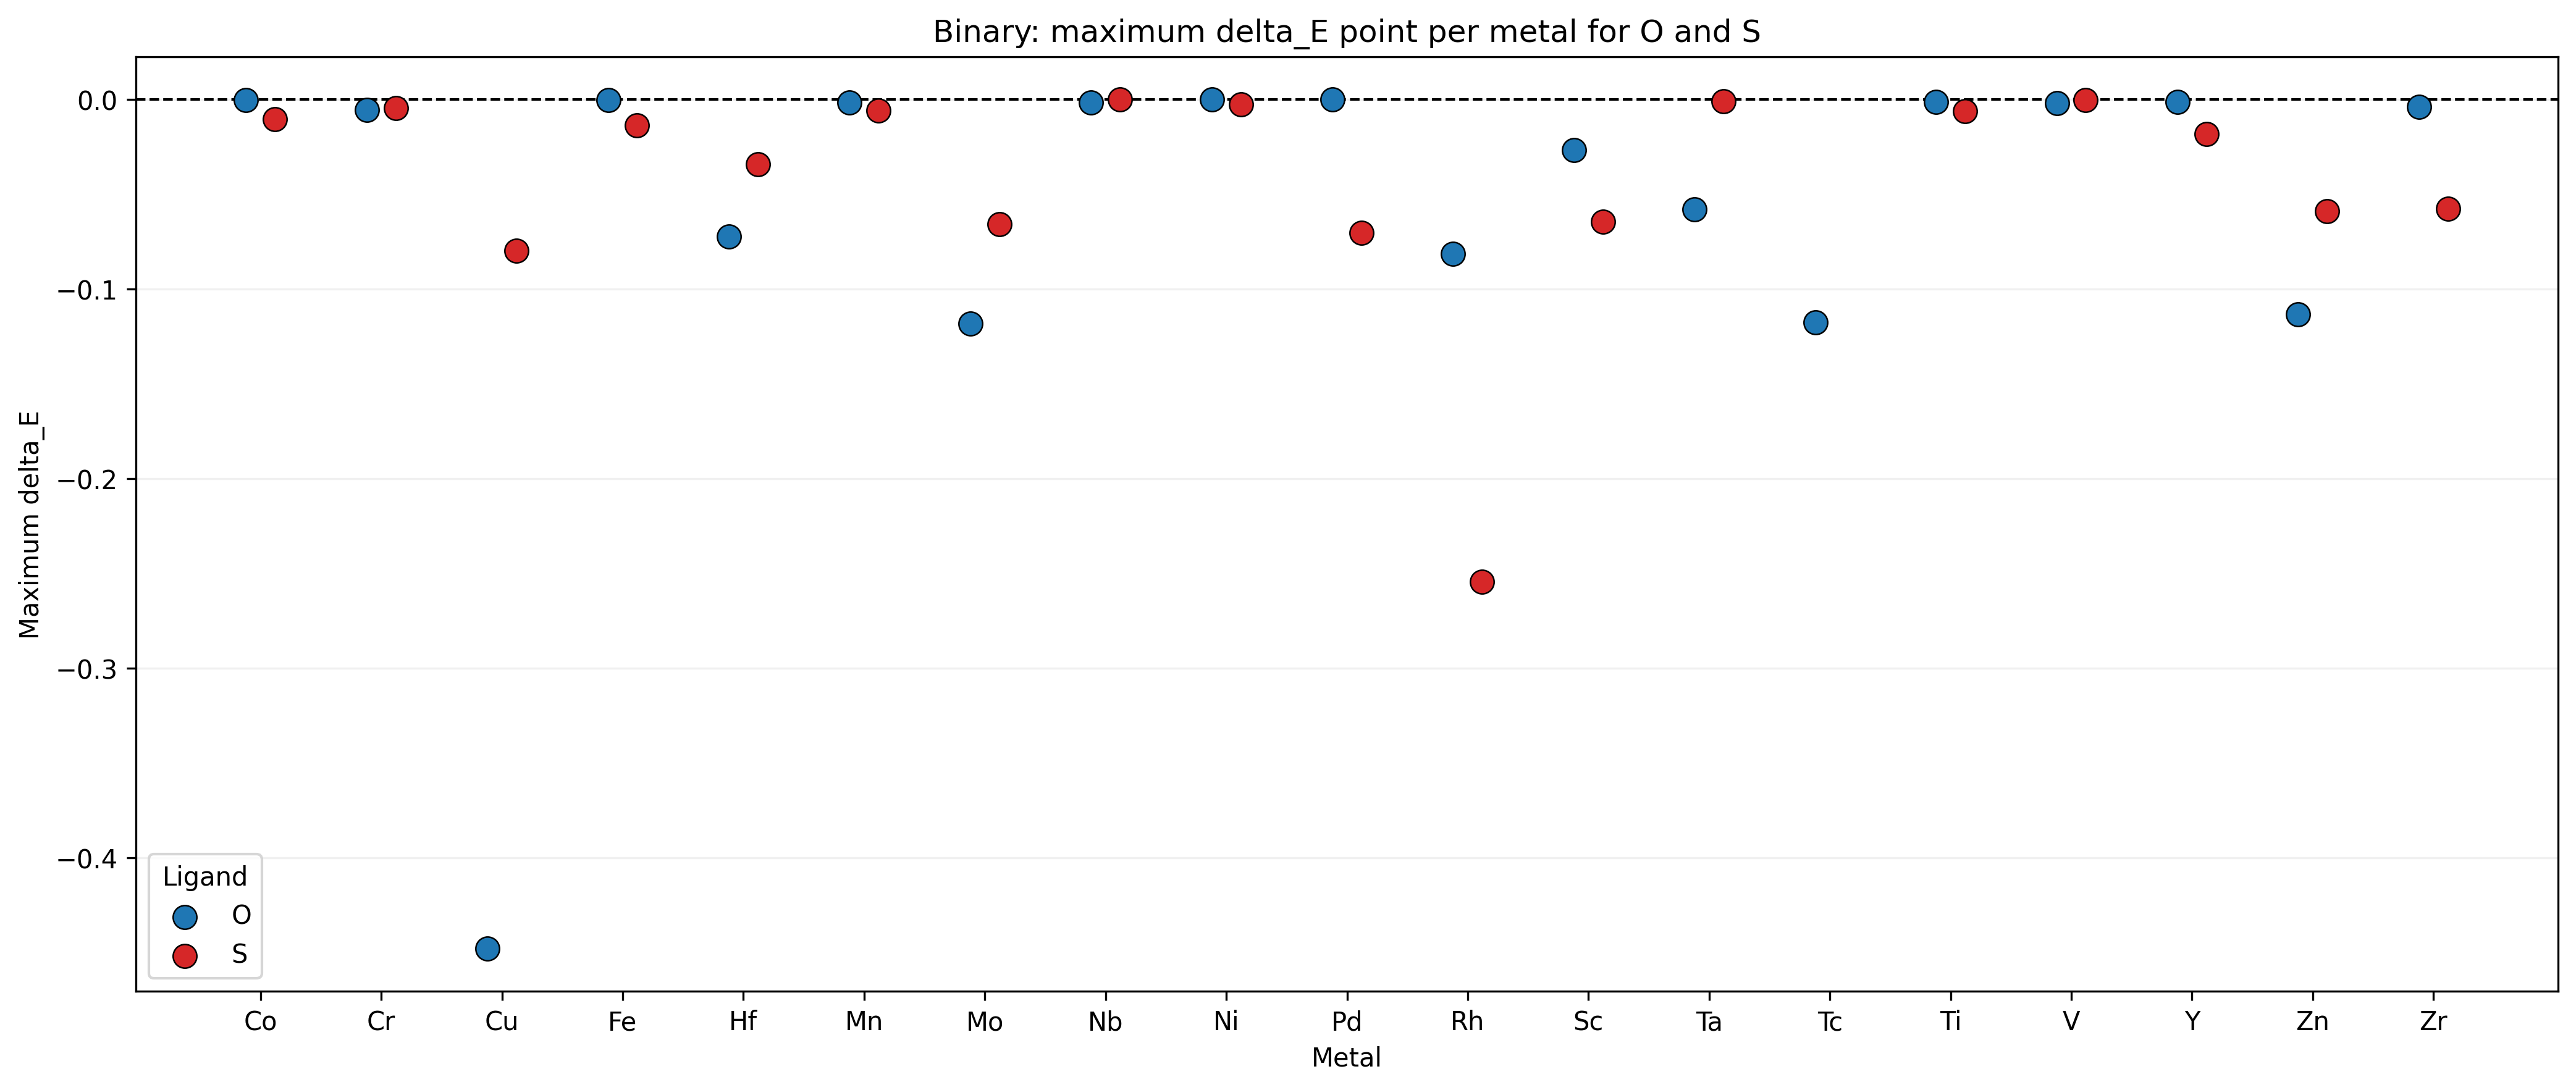 Binary: maximum delta_E point per metal for O and S
Maximum delta_E
0.0
−0.1
−0.2
−0.3
−0.4
Ligand
O
S
Co Cr Cu Fe Hf Mn Mo Nb Ni Pd Rh Sc Ta Tc Ti V Y Zn Zr
Metal